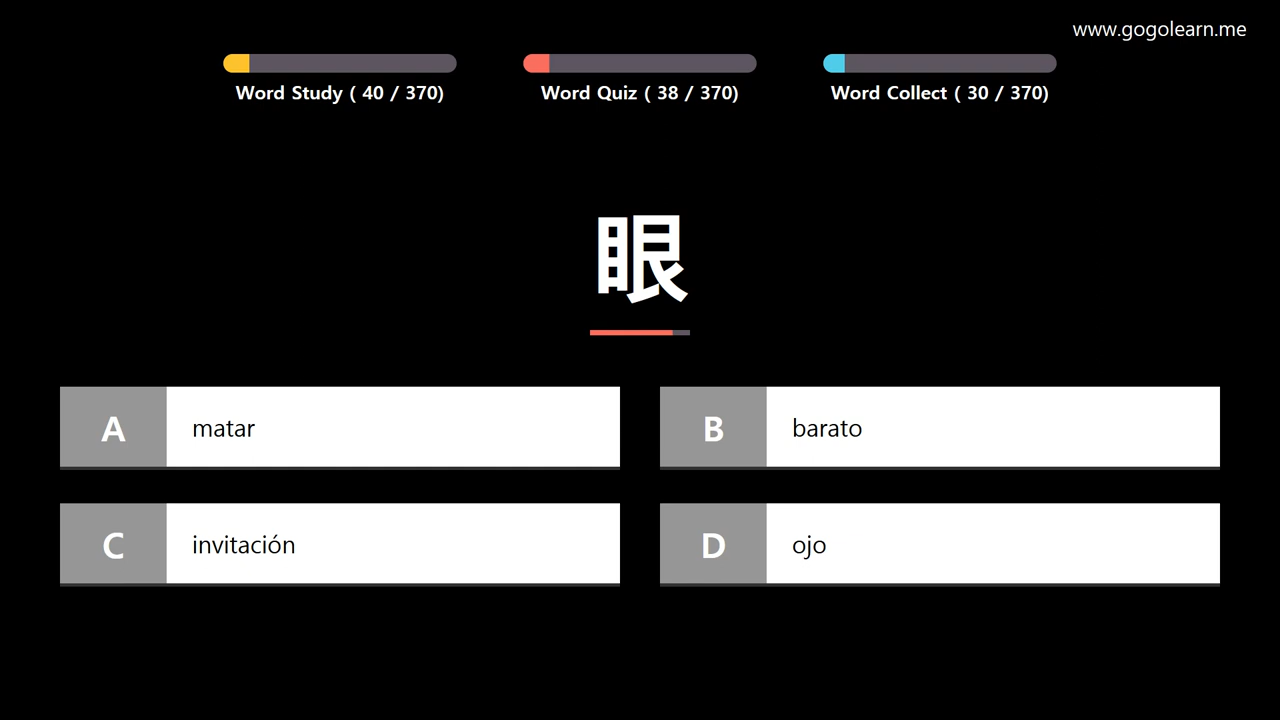 www.gogolearn.me
Word Study ( 40 / 370)
Word Quiz ( 38 / 370)
Word Collect ( 30 / 370)
眼
A matar
B barato
C invitación
D ojo